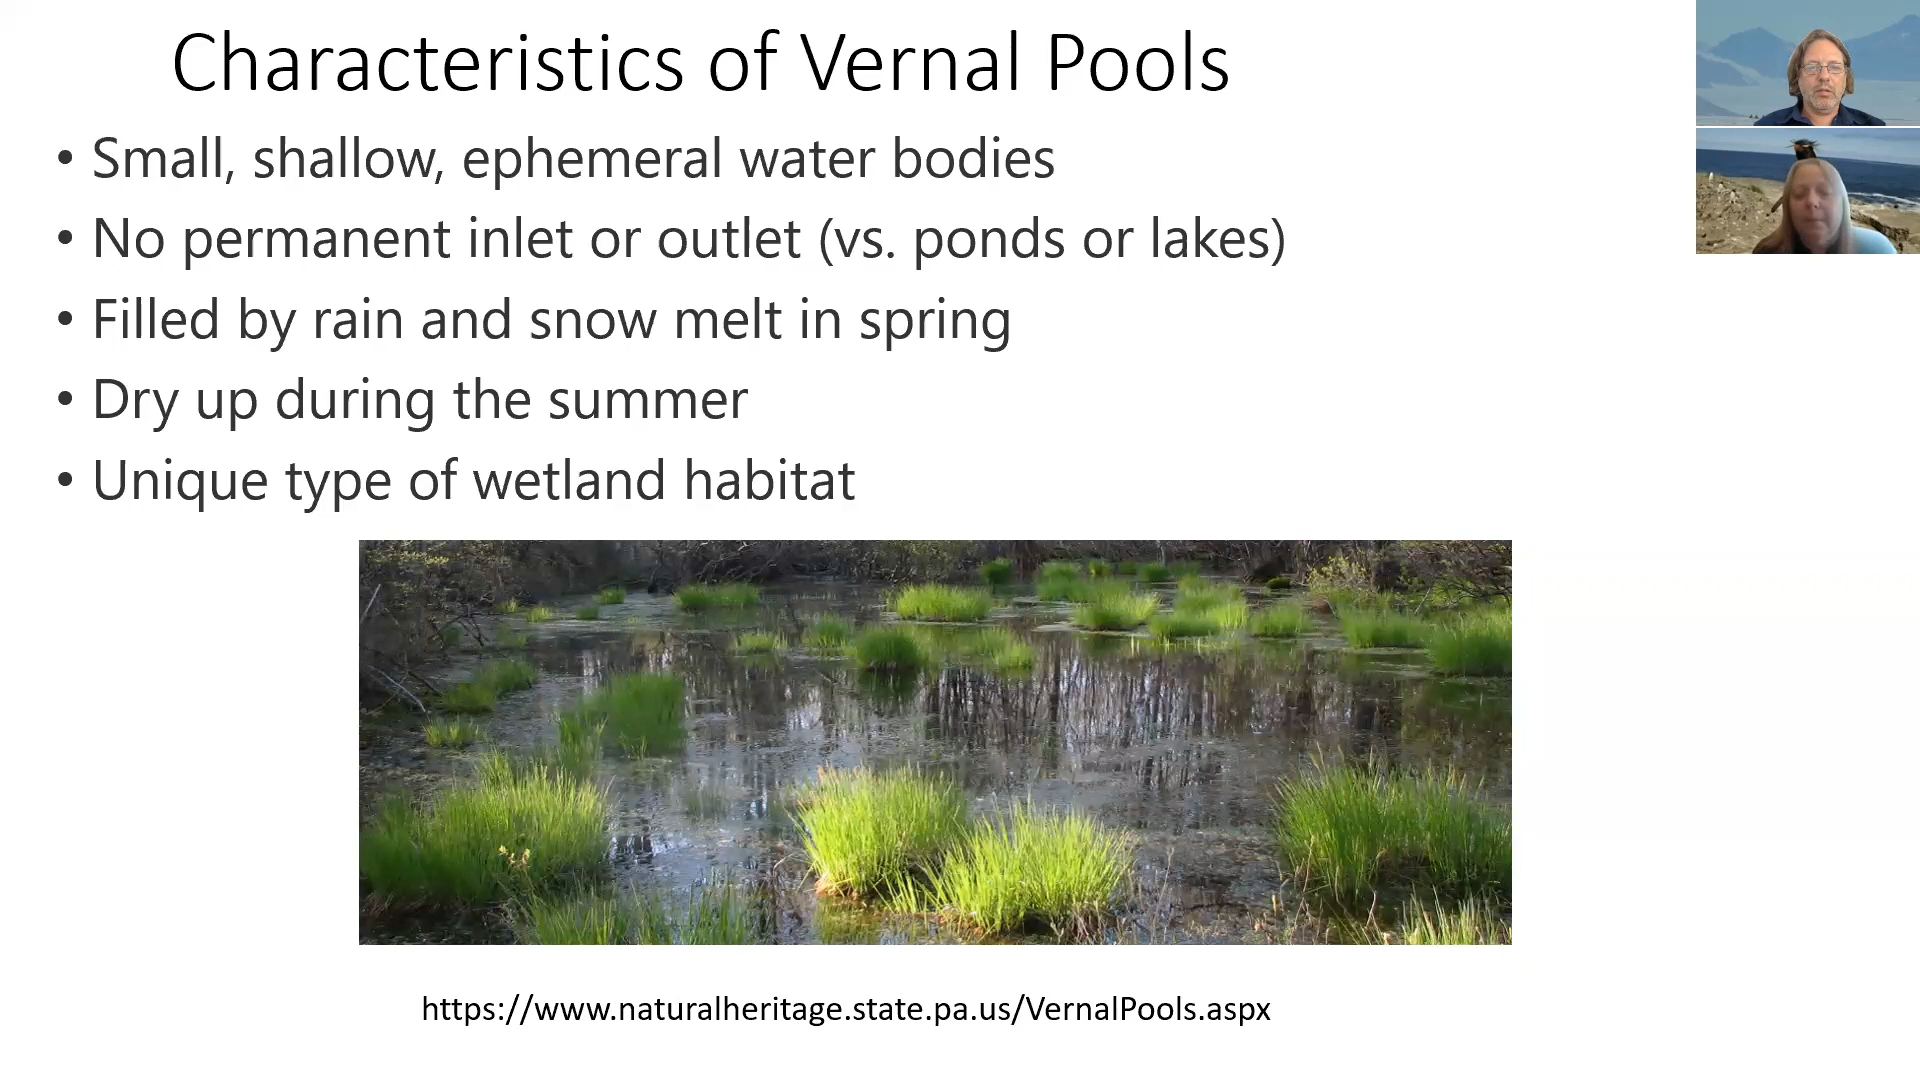 Characteristics of Vernal Pools
• Small, shallow, ephemeral water bodies
• No permanent inlet or outlet (vs. ponds or lakes)
• Filled by rain and snow melt in spring
• Dry up during the summer
• Unique type of wetland habitat
https://www.naturalheritage.state.pa.us/VernalPools.aspx